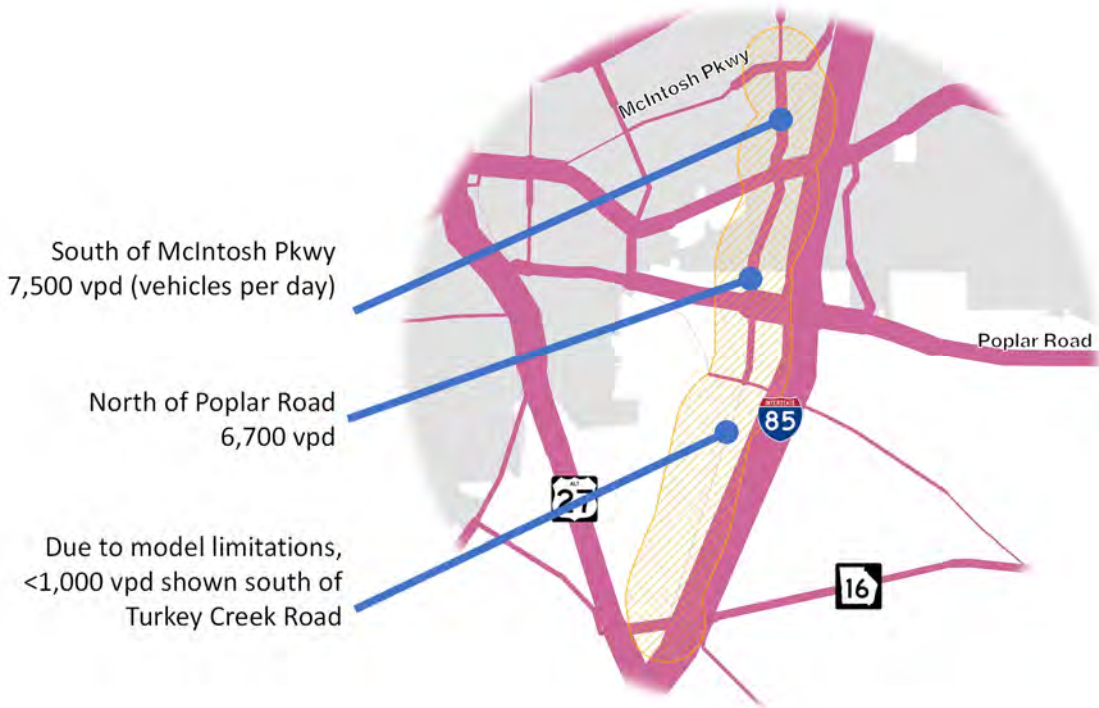 McIntosh Pkwy
South of McIntosh Pkwy
7,500 vpd (vehicles per day)
Poplar Road
North of Poplar Road
6,700 vpd
INTERSTATE
85
ALT
27
Due to model limitations,
<1,000 vpd shown south of
Turkey Creek Road
16